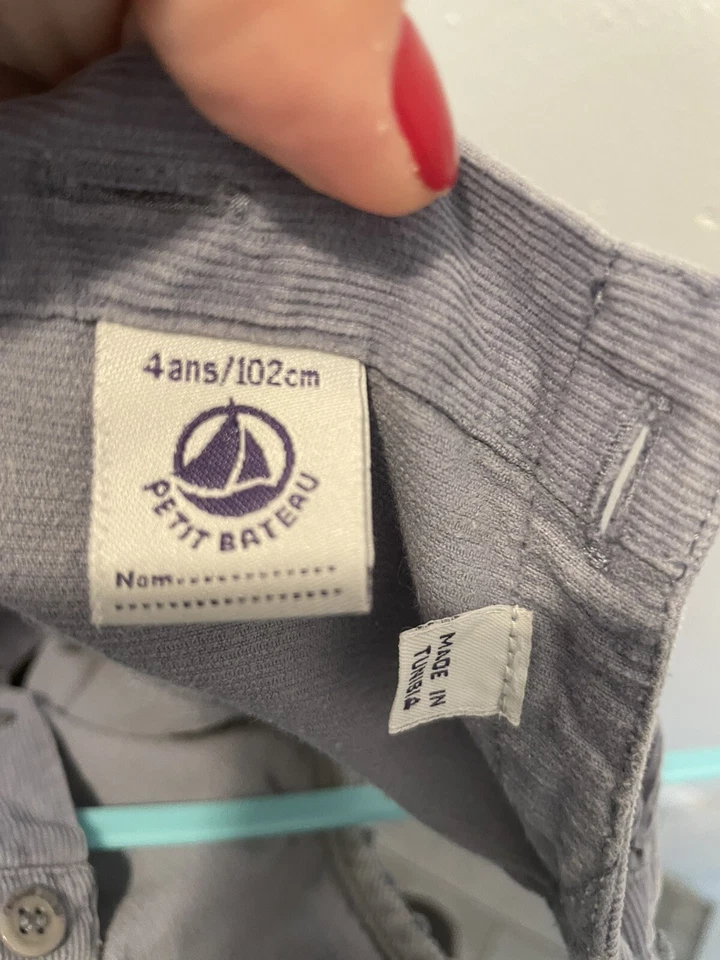 4ans/102cm
PETIT BATEAU
Nom
MADE IN
TUNISIA